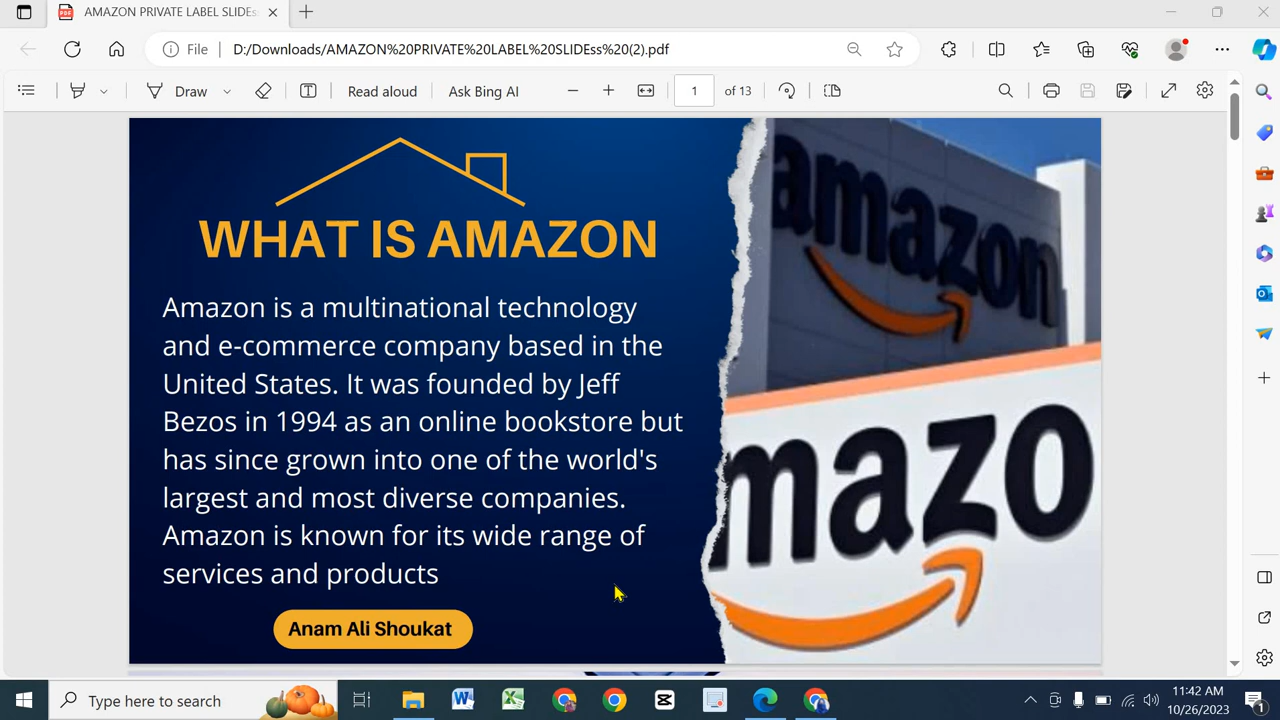 AMAZON PRIVATE LABEL SLIDEs
File
D:/Downloads/AMAZON%20PRIVATE%20LABEL%20SLIDEss%20(2).pdf
Draw
Read aloud
Ask Bing AI
1
of 13
WHAT IS AMAZON
Amazon is a multinational technology
and e-commerce company based in the
United States. It was founded by Jeff
Bezos in 1994 as an online bookstore but
has since grown into one of the world's
largest and most diverse companies.
Amazon is known for its wide range of
services and products
Anam Ali Shoukat
amazon
mazo
Type here to search
11:42 AM
10/26/2023
1